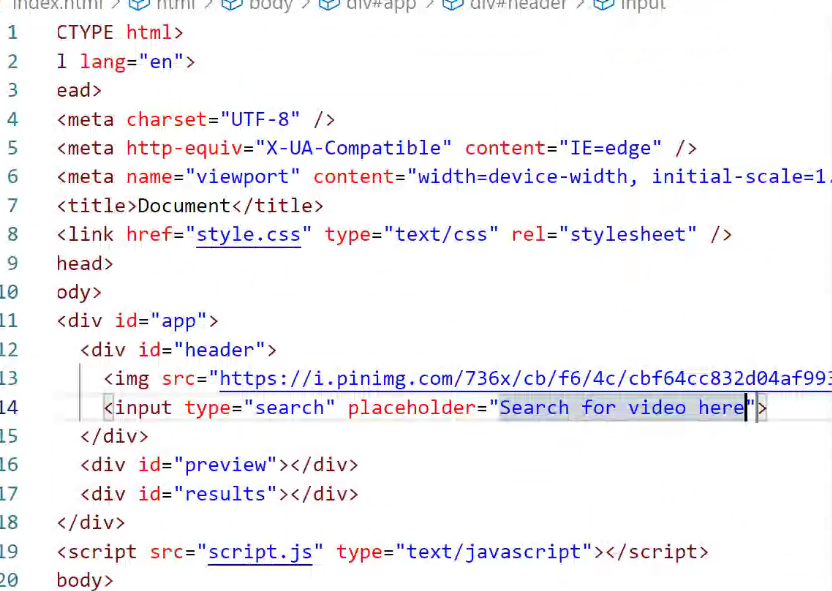 index.html > html > body > div#app > div#header > input
1 CTYPE html>
2 l lang="en">
3 ead>
4 <meta charset="UTF-8" />
5 <meta http-equiv="X-UA-Compatible" content="IE=edge" />
6 <meta name="viewport" content="width=device-width, initial-scale=1.
7 <title>Document</title>
8 <link href="style.css" type="text/css" rel="stylesheet" />
9 head>
10 ody>
11 <div id="app">
12 <div id="header">
13 <img src="https://i.pinimg.com/736x/cb/f6/4c/cbf64cc832d04af993
14 <input type="search" placeholder="Search for video here">
15 </div>
16 <div id="preview"></div>
17 <div id="results"></div>
18 </div>
19 <script src="script.js" type="text/javascript"></script>
20 body>